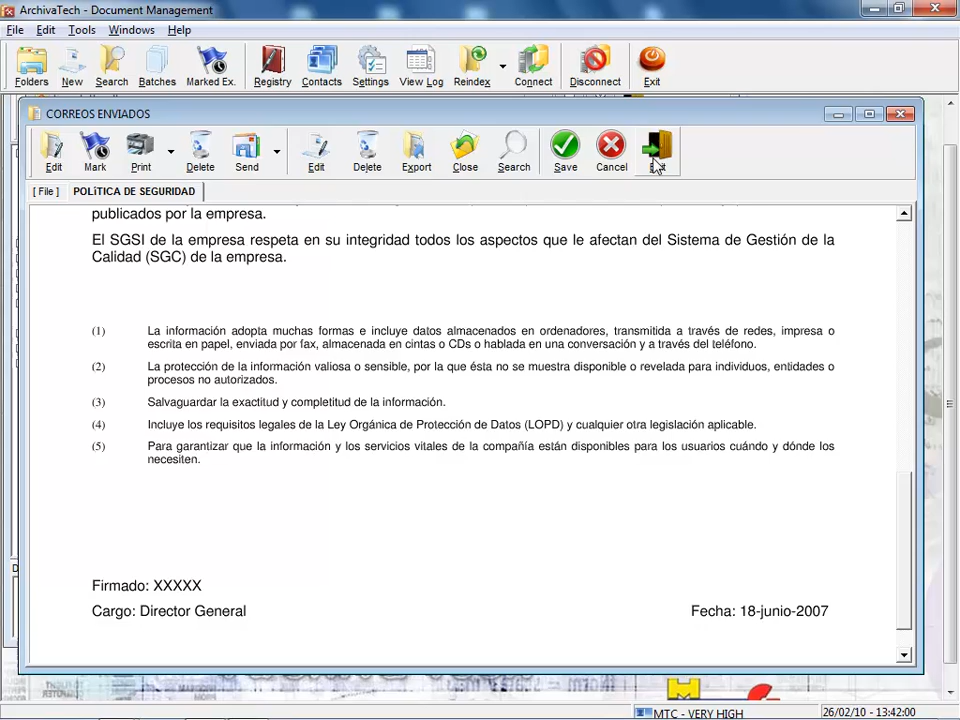 ArchivaTech - Document Management
File Edit Tools Windows Help
Folders New Search Batches Marked Ex. Registry Contacts Settings View Log Reindex Connect Disconnect Exit
CORREOS ENVIADOS
Edit Mark Print Delete Send Edit Delete Export Close Search Save Cancel
[ File ] POLíTICA DE SEGURIDAD
publicados por la empresa.
El SGSI de la empresa respeta en su integridad todos los aspectos que le afectan del Sistema de Gestión de la
Calidad (SGC) de la empresa.
(1) La información adopta muchas formas e incluye datos almacenados en ordenadores, transmitida a través de redes, impresa o
escrita en papel, enviada por fax, almacenada en cintas o CDs o hablada en una conversación y a través del teléfono.
(2) La protección de la información valiosa o sensible, por la que ésta no se muestra disponible o revelada para individuos, entidades o
procesos no autorizados.
(3) Salvaguardar la exactitud y completitud de la información.
(4) Incluye los requisitos legales de la Ley Orgánica de Protección de Datos (LOPD) y cualquier otra legislación aplicable.
(5) Para garantizar que la información y los servicios vitales de la compañía están disponibles para los usuarios cuándo y dónde los
necesiten.
Firmado: XXXXX
Cargo: Director General Fecha: 18-junio-2007
MTC - VERY HIGH 26/02/10 - 13:42:00